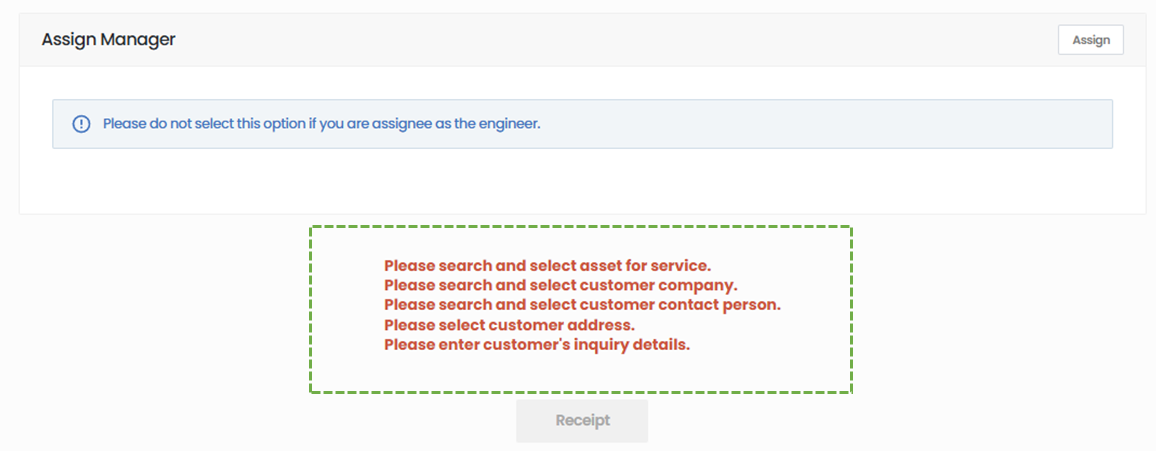 Assign Manager
Assign
Please do not select this option if you are assignee as the engineer.
Please search and select asset for service.
Please search and select customer company.
Please search and select customer contact person.
Please select customer address.
Please enter customer's inquiry details.
Receipt